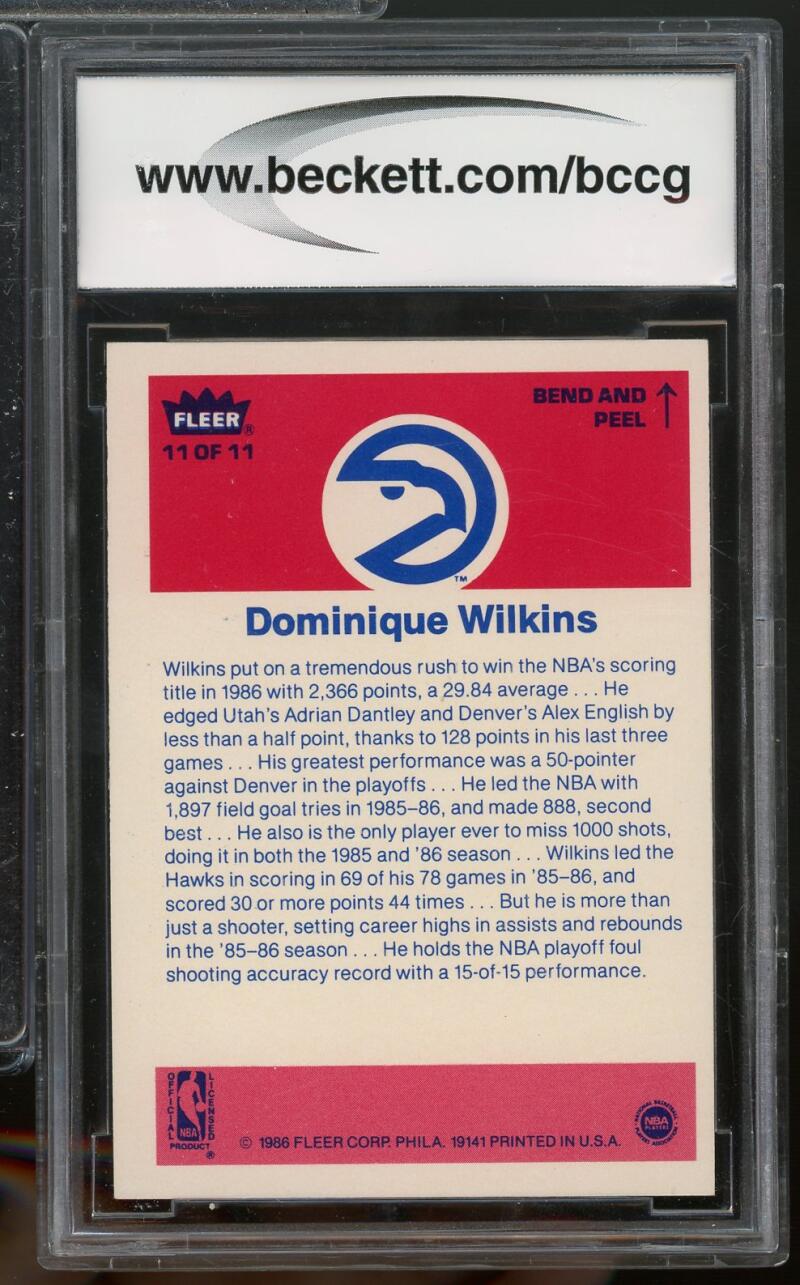 www.beckett.com/bccg
FLEER®
11 OF 11
BEND AND
PEEL ↑
TM
Dominique Wilkins
Wilkins put on a tremendous rush to win the NBA's scoring
title in 1986 with 2,366 points, a 29.84 average . . . He
edged Utah's Adrian Dantley and Denver's Alex English by
less than a half point, thanks to 128 points in his last three
games . . . His greatest performance was a 50-pointer
against Denver in the playoffs . . . He led the NBA with
1,897 field goal tries in 1985–86, and made 888, second
best . . . He also is the only player ever to miss 1000 shots,
doing it in both the 1985 and '86 season . . . Wilkins led the
Hawks in scoring in 69 of his 78 games in '85–86, and
scored 30 or more points 44 times . . . But he is more than
just a shooter, setting career highs in assists and rebounds
in the '85–86 season . . . He holds the NBA playoff foul
shooting accuracy record with a 15-of-15 performance.
OFFICIAL LICENSED
NBA
PRODUCT ®
© 1986 FLEER CORP. PHILA. 19141 PRINTED IN U.S.A.
NATIONAL BASKETBALL
NBA
PLAYERS
PLAYERS ASSOCIATION